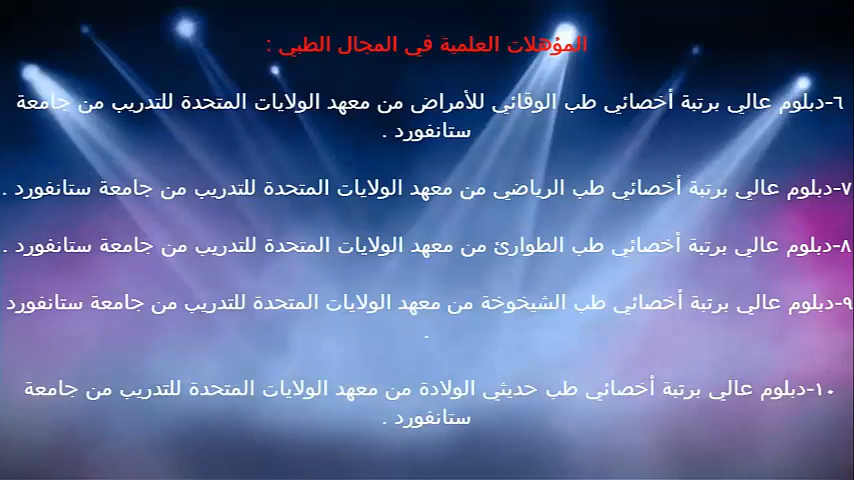 المؤهلات العلمية في المجال الطبي :
٦-دبلوم عالي برتبة أخصائي طب الوقائي للأمراض من معهد الولايات المتحدة للتدريب من جامعة
ستانفورد .
٧-دبلوم عالي برتبة أخصائي طب الرياضي من معهد الولايات المتحدة للتدريب من جامعة ستانفورد .
٨-دبلوم عالي برتبة أخصائي طب الطوارئ من معهد الولايات المتحدة للتدريب من جامعة ستانفورد .
٩-دبلوم عالي برتبة أخصائي طب الشيخوخة من معهد الولايات المتحدة للتدريب من جامعة ستانفورد
.
١٠-دبلوم عالي برتبة أخصائي طب حديثي الولادة من معهد الولايات المتحدة للتدريب من جامعة
ستانفورد .